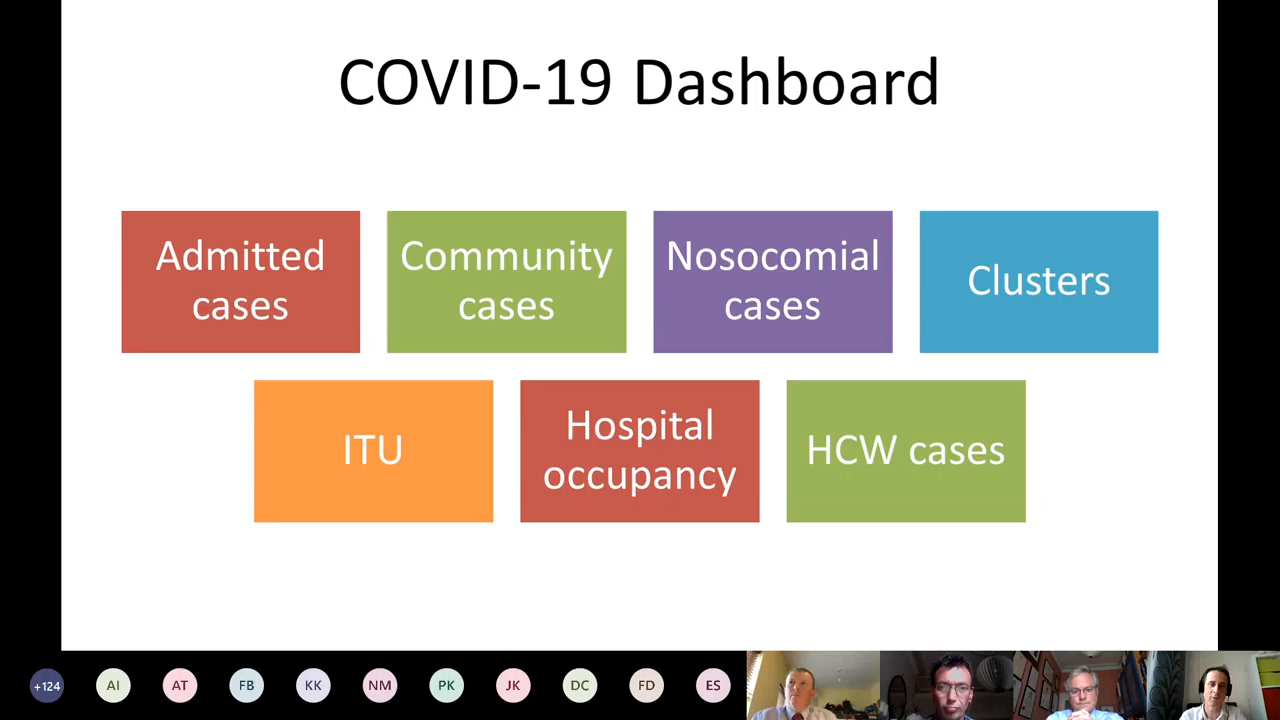 COVID-19 Dashboard
Admitted
cases
Community
cases
Nosocomial
cases
Clusters
ITU
Hospital
occupancy
HCW cases
+124
AI
AT
FB
KK
NM
PK
JK
DC
FD
ES